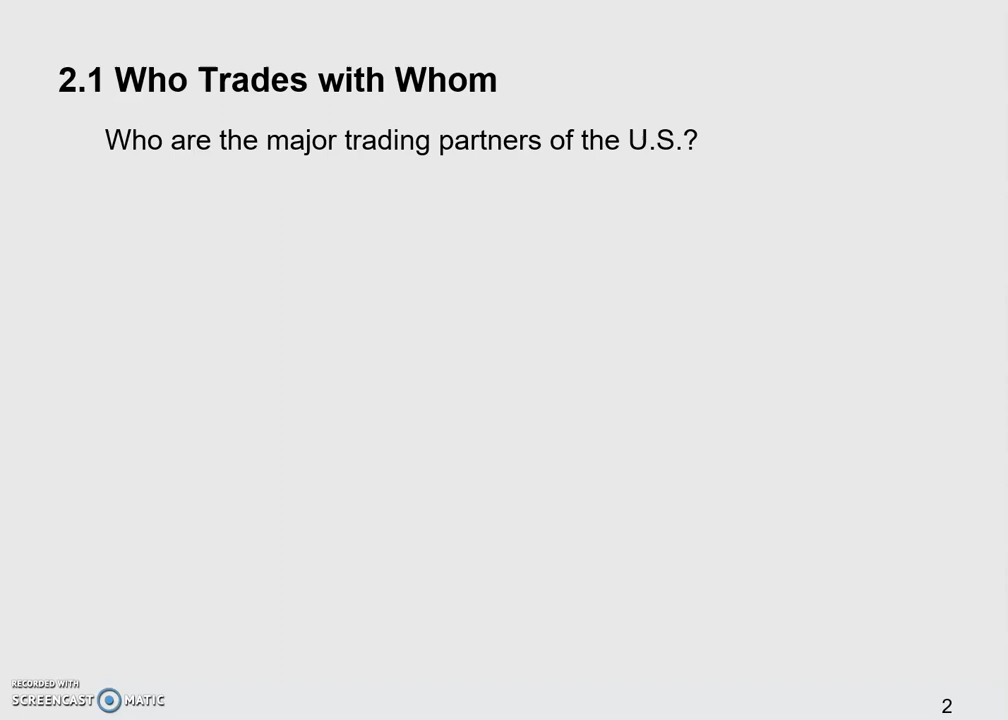 2.1 Who Trades with Whom
Who are the major trading partners of the U.S.?
RECORDED WITH
SCREENCAST MATIC
2